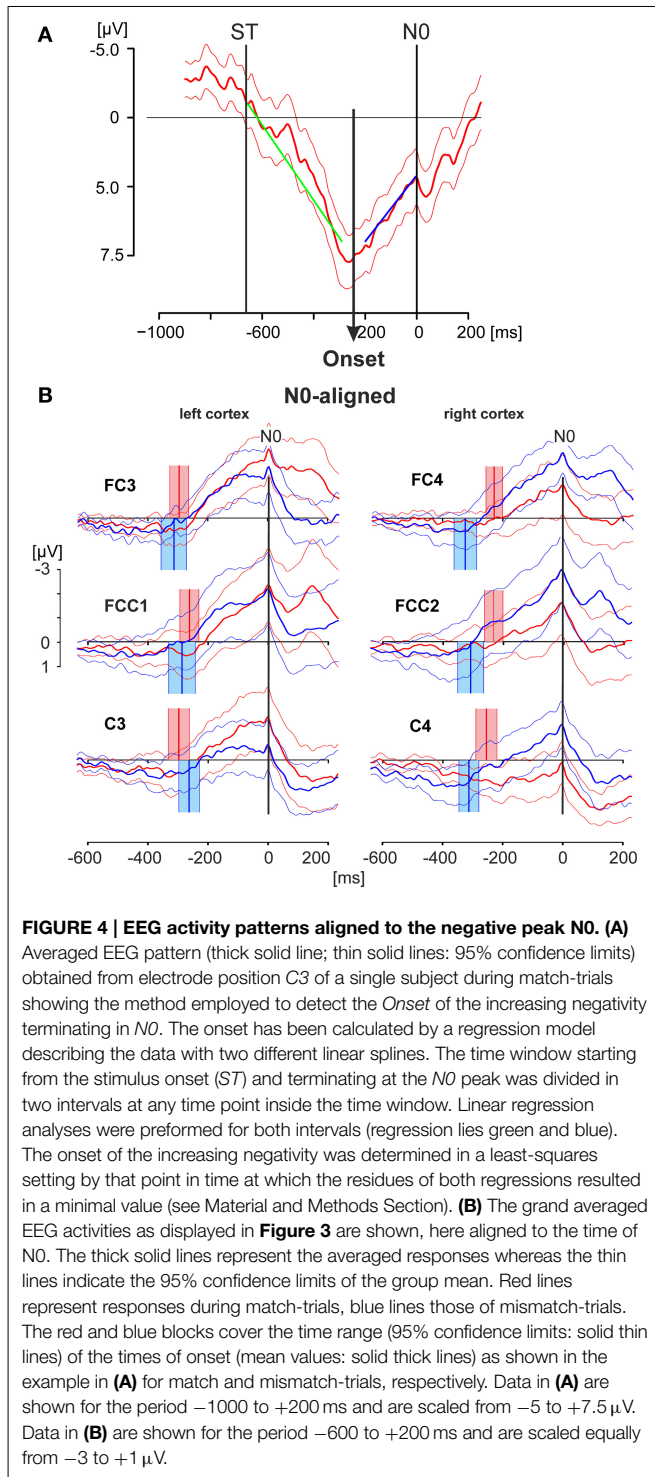 A
[µV]
ST
N0
-5.0
0
5.0
7.5
−1000
-600
-200
0
200
[ms]
Onset
B
N0-aligned
left cortex
right cortex
N0
N0
FC3
FC4
[µV]
-3
0
1
FCC1
FCC2
C3
C4
-600
-400
-200
0
200
-600
-400
-200
0
200
[ms]
FIGURE 4 | EEG activity patterns aligned to the negative peak N0. (A)
Averaged EEG pattern (thick solid line; thin solid lines: 95% confidence limits)
obtained from electrode position C3 of a single subject during match-trials
showing the method employed to detect the Onset of the increasing negativity
terminating in N0. The onset has been calculated by a regression model
describing the data with two different linear splines. The time window starting
from the stimulus onset (ST) and terminating at the N0 peak was divided in
two intervals at any time point inside the time window. Linear regression
analyses were preformed for both intervals (regression lies green and blue).
The onset of the increasing negativity was determined in a least-squares
setting by that point in time at which the residues of both regressions resulted
in a minimal value (see Material and Methods Section). (B) The grand averaged
EEG activities as displayed in Figure 3 are shown, here aligned to the time of
N0. The thick solid lines represent the averaged responses whereas the thin
lines indicate the 95% confidence limits of the group mean. Red lines
represent responses during match-trials, blue lines those of mismatch-trials.
The red and blue blocks cover the time range (95% confidence limits: solid thin
lines) of the times of onset (mean values: solid thick lines) as shown in the
example in (A) for match and mismatch-trials, respectively. Data in (A) are
shown for the period −1000 to +200 ms and are scaled from −5 to +7.5 µV.
Data in (B) are shown for the period −600 to +200 ms and are scaled equally
from −3 to +1 µV.